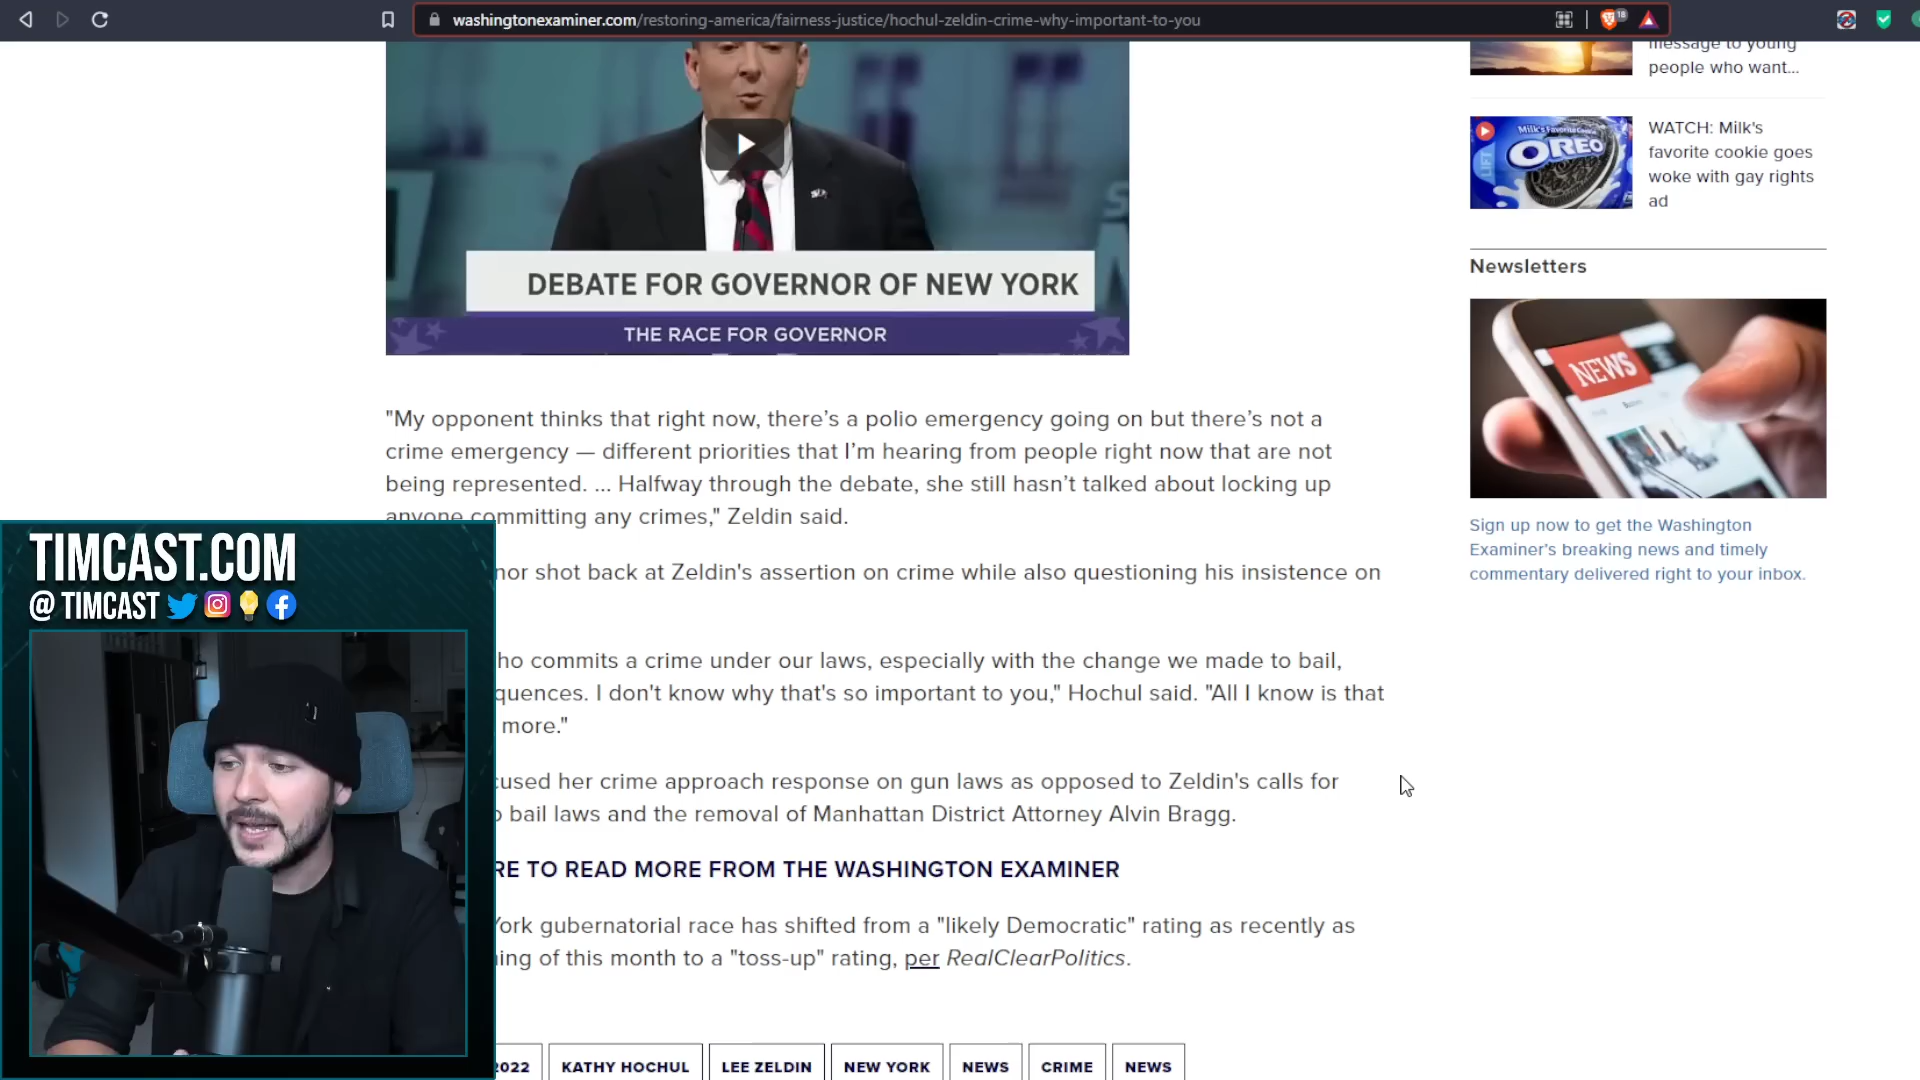 washingtonexaminer.com/restoring-america/fairness-justice/hochul-zeldin-crime-why-important-to-you
18
DEBATE FOR GOVERNOR OF NEW YORK
THE RACE FOR GOVERNOR
"My opponent thinks that right now, there's a polio emergency going on but there's not a
crime emergency — different priorities that I'm hearing from people right now that are not
being represented. ... Halfway through the debate, she still hasn't talked about locking up
anyone committing any crimes," Zeldin said.
nor shot back at Zeldin's assertion on crime while also questioning his insistence on
ho commits a crime under our laws, especially with the change we made to bail,
quences. I don't know why that's so important to you," Hochul said. "All I know is that
more."
cused her crime approach response on gun laws as opposed to Zeldin's calls for
bail laws and the removal of Manhattan District Attorney Alvin Bragg.
RE TO READ MORE FROM THE WASHINGTON EXAMINER
York gubernatorial race has shifted from a "likely Democratic" rating as recently as
ing of this month to a "toss-up" rating, per RealClearPolitics.
2022
KATHY HOCHUL
LEE ZELDIN
NEW YORK
NEWS
CRIME
NEWS
message to young
people who want...
Milk's Favorite Cookie
OREO
WATCH: Milk's
favorite cookie goes
woke with gay rights
ad
Newsletters
NEWS
Sign up now to get the Washington
Examiner's breaking news and timely
commentary delivered right to your inbox.
TIMCAST.COM
@ TIMCAST